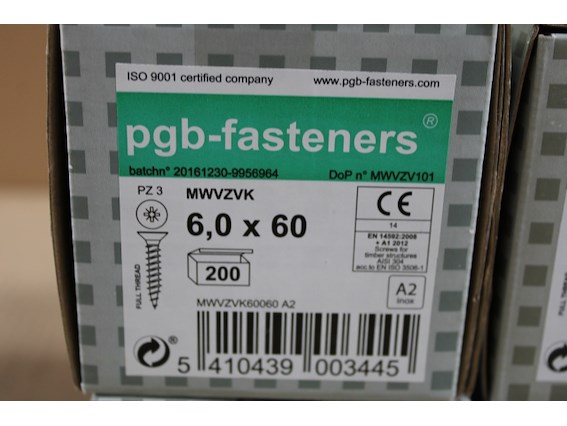 ISO 9001 certified company www.pgb-fasteners.com
pgb-fasteners®
batchn° 20161230-9956964 DoP n° MWVZV101
PZ 3 MWVZVK
6,0 x 60
CE
14
EN 14592:2008
+ A1 2012
Screws for
timber structures
AISI 304
acc.to EN ISO 3506-1
FULL THREAD
200
A2
inox
MWVZVK60060 A2
5 410439 003445
FULL THREAD